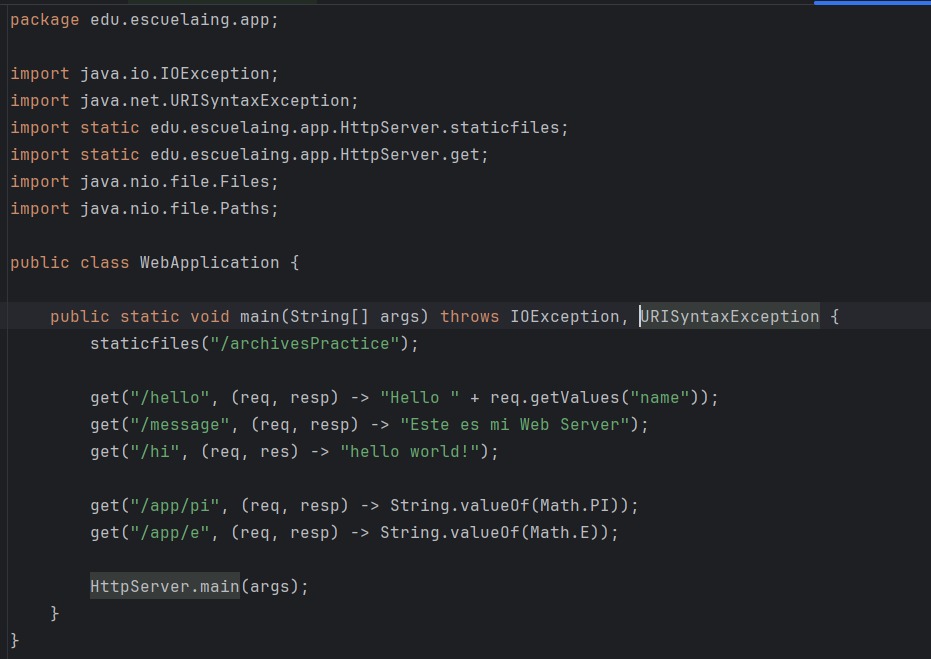 package edu.escuelaing.app;
import java.io.IOException;
import java.net.URISyntaxException;
import static edu.escuelaing.app.HttpServer.staticfiles;
import static edu.escuelaing.app.HttpServer.get;
import java.nio.file.Files;
import java.nio.file.Paths;
public class WebApplication {
public static void main(String[] args) throws IOException, URISyntaxException {
staticfiles("/archivesPractice");
get("/hello", (req, resp) -> "Hello " + req.getValues("name"));
get("/message", (req, resp) -> "Este es mi Web Server");
get("/hi", (req, res) -> "hello world!");
get("/app/pi", (req, resp) -> String.valueOf(Math.PI));
get("/app/e", (req, resp) -> String.valueOf(Math.E));
HttpServer.main(args);
}
}